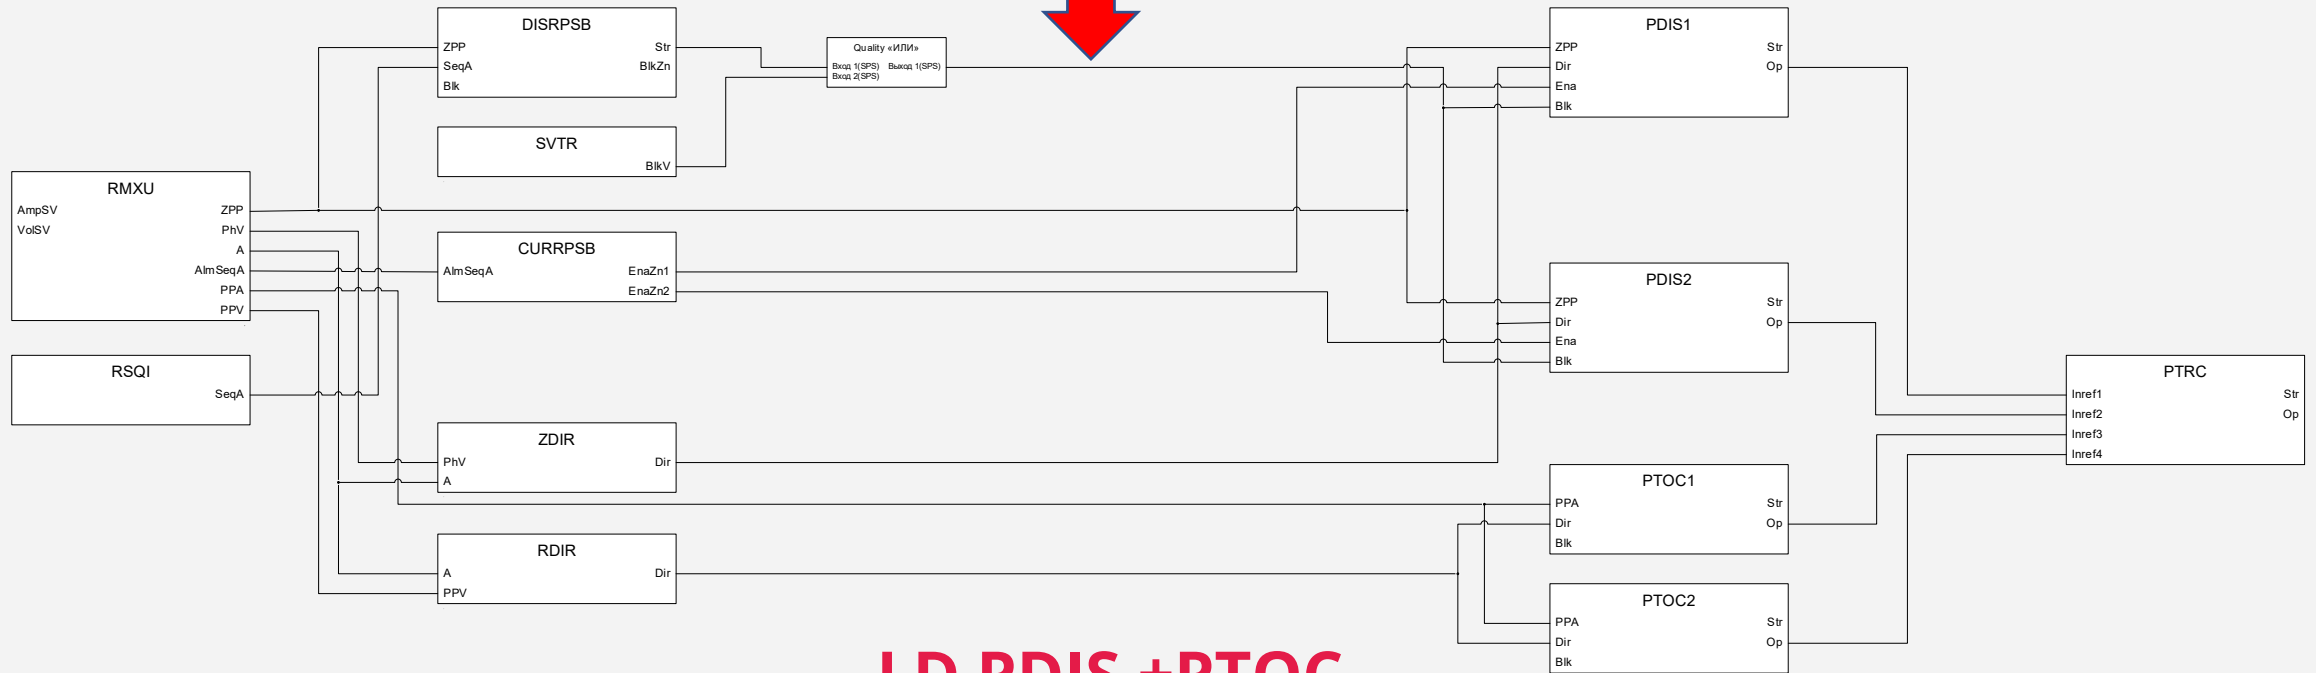 RMXU
AmpSV
VolSV
ZPP
PhV
A
AlmSeqA
PPA
PPV
RSQI
SeqA
DISRPSB
ZPP
SeqA
Blk
Str
BlkZn
SVTR
BlkV
CURRPSB
AlmSeqA
EnaZn1
EnaZn2
ZDIR
PhV
A
Dir
RDIR
A
PPV
Dir
Quality «ИЛИ»
Вход 1(SPS) Выход 1(SPS)
Вход 2(SPS)
PDIS1
ZPP
Dir
Ena
Blk
Str
Op
PDIS2
ZPP
Dir
Ena
Blk
Str
Op
PTOC1
PPA
Dir
Blk
Str
Op
PTOC2
PPA
Dir
Blk
Str
Op
PTRC
Inref1
Inref2
Inref3
Inref4
Str
Op
LD PDIS +PTOC